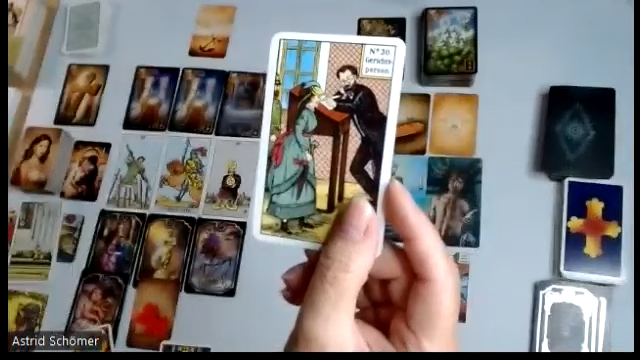 Nº 30
Gerichts-
person.
Astrid Schömer